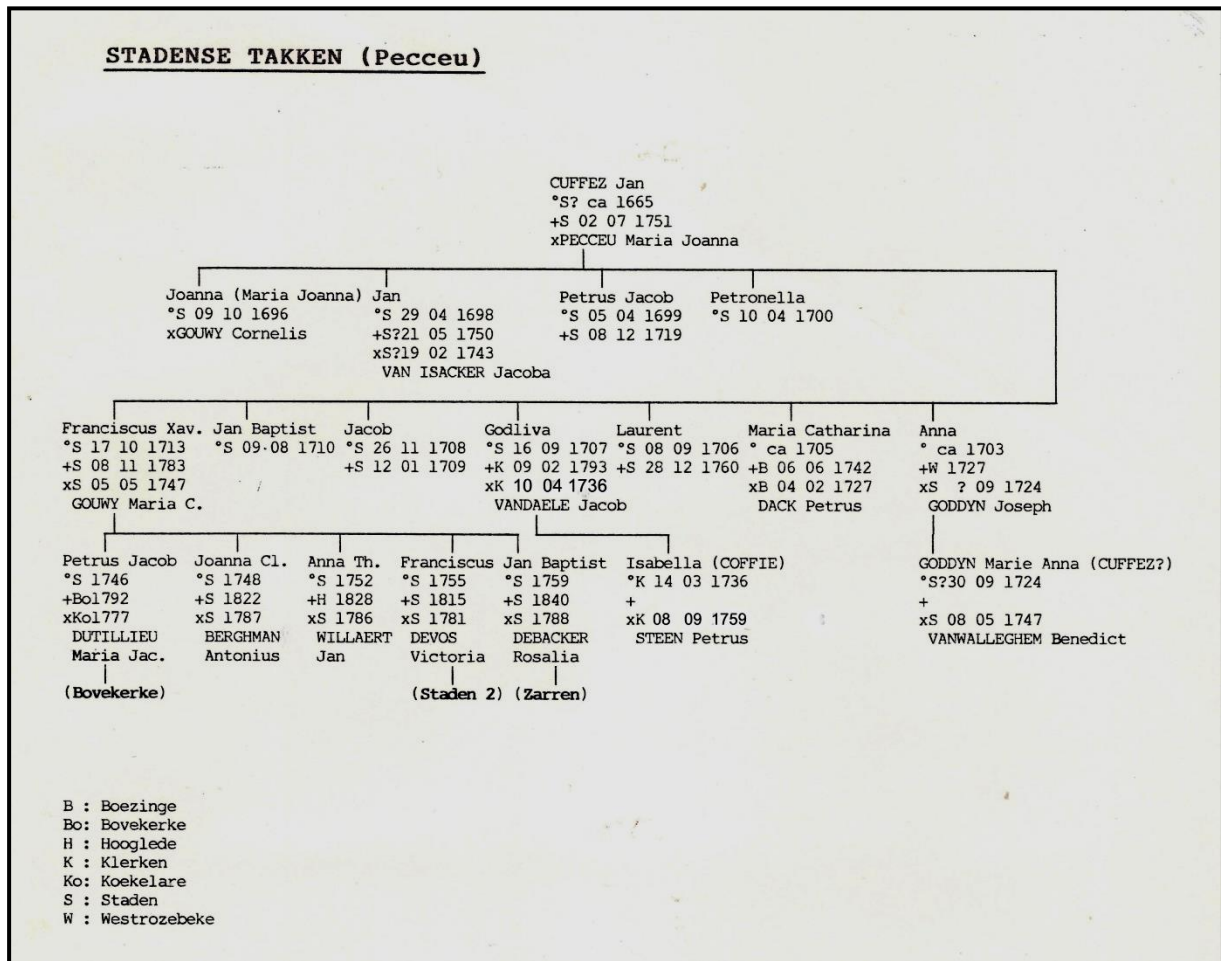 STADENSE TAKKEN (Pecceu)
CUFFEZ Jan
°S? ca 1665
+S 02 07 1751
xPECCEU Maria Joanna
Joanna (Maria Joanna)
°S 09 10 1696
xGOUWY Cornelis
Jan
°S 29 04 1698
+S?21 05 1750
xS?19 02 1743
VAN ISACKER Jacoba
Petrus Jacob
°S 05 04 1699
+S 08 12 1719
Petronella
°S 10 04 1700
Franciscus Xav.
°S 17 10 1713
+S 08 11 1783
xS 05 05 1747
GOUWY Maria C.
Jan Baptist
°S 09·08 1710
Jacob
°S 26 11 1708
+S 12 01 1709
Godliva
°S 16 09 1707
+K 09 02 1793
xK 10 04 1736
VANDAELE Jacob
Laurent
°S 08 09 1706
+S 28 12 1760
Maria Catharina
° ca 1705
+B 06 06 1742
xB 04 02 1727
DACK Petrus
Anna
° ca 1703
+W 1727
xS ? 09 1724
GODDYN Joseph
Petrus Jacob
°S 1746
+Bo1792
xKo1777
DUTILLIEU
Maria Jac.
(Bovekerke)
Joanna Cl.
°S 1748
+S 1822
xS 1787
BERGHMAN
Antonius
Anna Th.
°S 1752
+H 1828
xS 1786
WILLAERT
Jan
Franciscus
°S 1755
+S 1815
xS 1781
DEVOS
Victoria
(Staden 2)
Jan Baptist
°S 1759
+S 1840
xS 1788
DEBACKER
Rosalia
(Zarren)
Isabella (COFFIE)
°K 14 03 1736
+
xK 08 09 1759
STEEN Petrus
GODDYN Marie Anna (CUFFEZ?)
°S?30 09 1724
+
xS 08 05 1747
VANWALLEGHEM Benedict
B : Boezinge
Bo: Bovekerke
H : Hooglede
K : Klerken
Ko: Koekelare
S : Staden
W : Westrozebeke